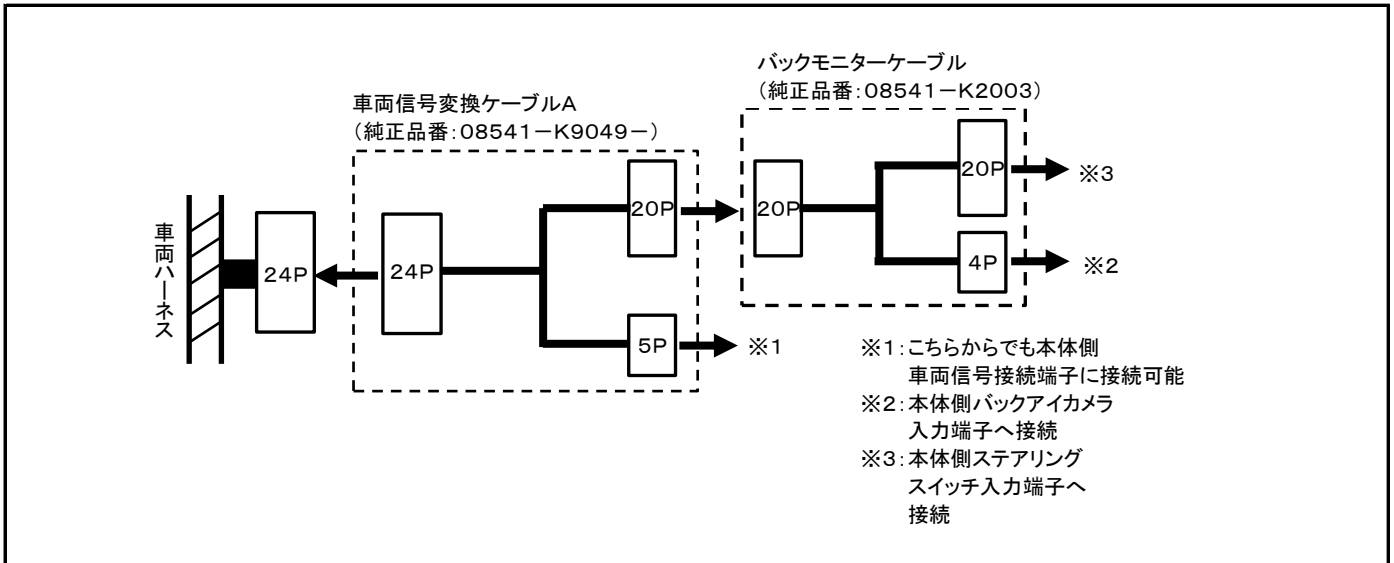 バックモニターケーブル
(純正品番:08541-K2003)
車両信号変換ケーブルA
(純正品番:08541-K9049-)
車両ハーネス
24P
24P
20P
5P
※1
20P
20P
※3
4P
※2
※1:こちらからでも本体側
車両信号接続端子に接続可能
※2:本体側バックアイカメラ
入力端子へ接続
※3:本体側ステアリング
スイッチ入力端子へ
接続